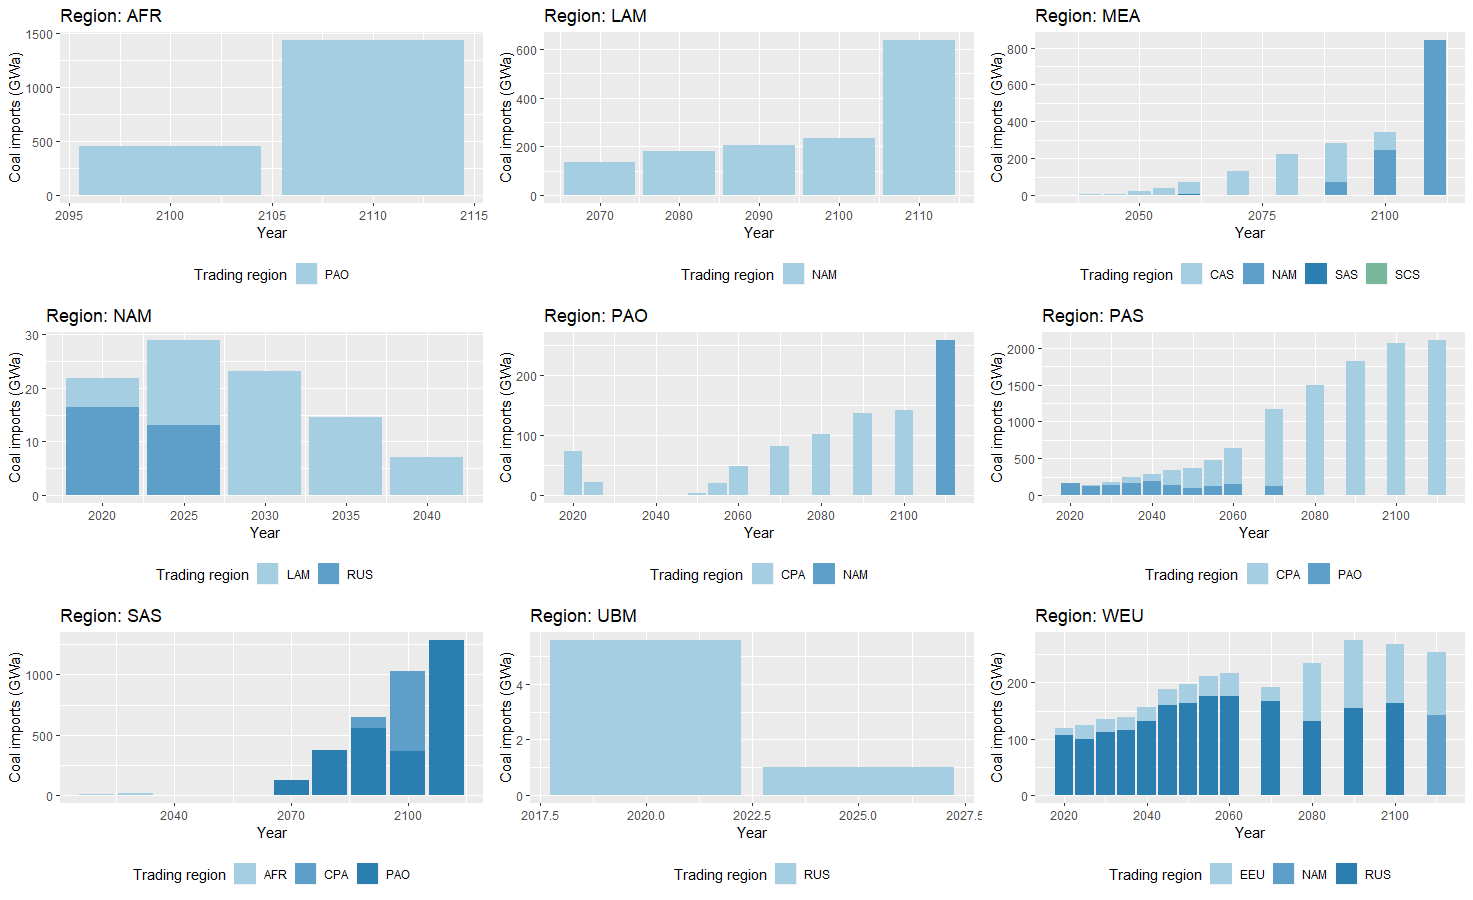 Region: AFR
Coal imports (GWa)
1500
1000
500
0
2095 2100 2105 2110 2115
Year
Trading region PAO
Region: LAM
Coal imports (GWa)
600
400
200
0
2070 2080 2090 2100 2110
Year
Trading region NAM
Region: MEA
Coal imports (GWa)
800
600
400
200
0
2050 2075 2100
Year
Trading region CAS NAM SAS SCS
Region: NAM
Coal imports (GWa)
30
20
10
0
2020 2025 2030 2035 2040
Year
Trading region LAM RUS
Region: PAO
Coal imports (GWa)
200
100
0
2020 2040 2060 2080 2100
Year
Trading region CPA NAM
Region: PAS
Coal imports (GWa)
2000
1500
1000
500
0
2020 2040 2060 2080 2100
Year
Trading region CPA PAO
Region: SAS
Coal imports (GWa)
1000
500
0
2040 2070 2100
Year
Trading region AFR CPA PAO
Region: UBM
Coal imports (GWa)
4
2
0
2017.5 2020.0 2022.5 2025.0 2027.5
Year
Trading region RUS
Region: WEU
Coal imports (GWa)
200
100
0
2020 2040 2060 2080 2100
Year
Trading region EEU NAM RUS